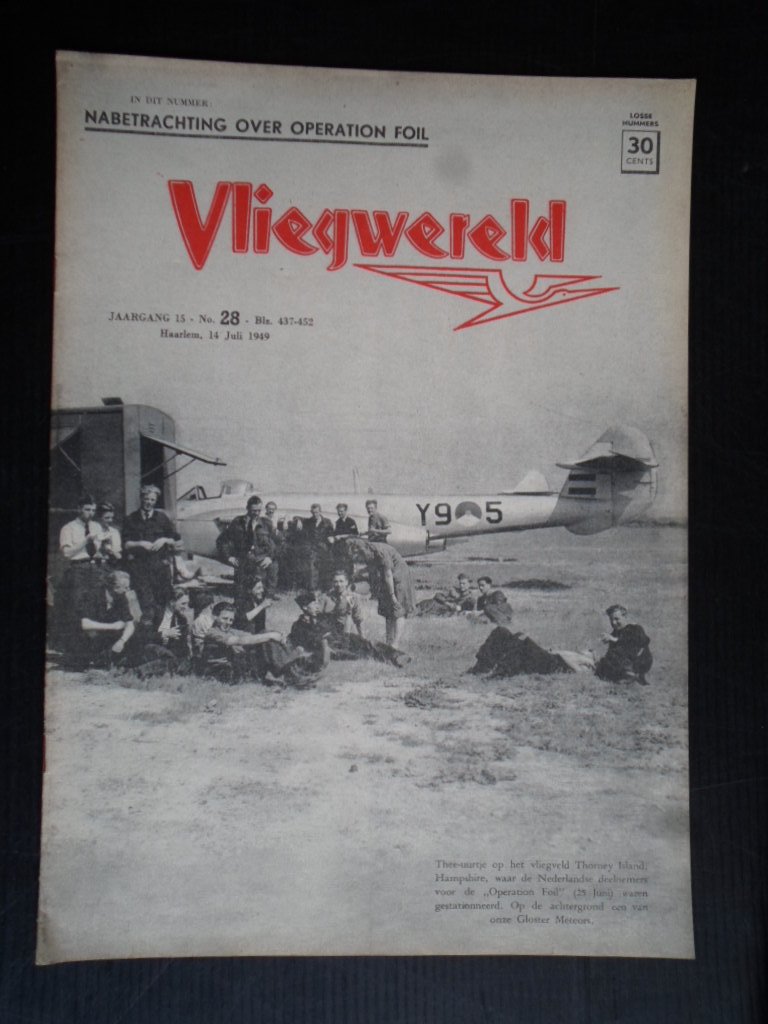 IN DIT NUMMER:
NABETRACHTING OVER OPERATION FOIL
LOSSE
NUMMERS
30
CENTS
Vliegwereld
JAARGANG 15 - No. 28 - Blz. 437-452
Haarlem, 14 Juli 1949
Y9 5
Thee-uurtje op het vliegveld Thorney Island,
Hampshire, waar de Nederlandse deelnemers
voor de „Operation Foil” (25 Juni) waren
gestationneerd. Op de achtergrond een van
onze Gloster Meteors.